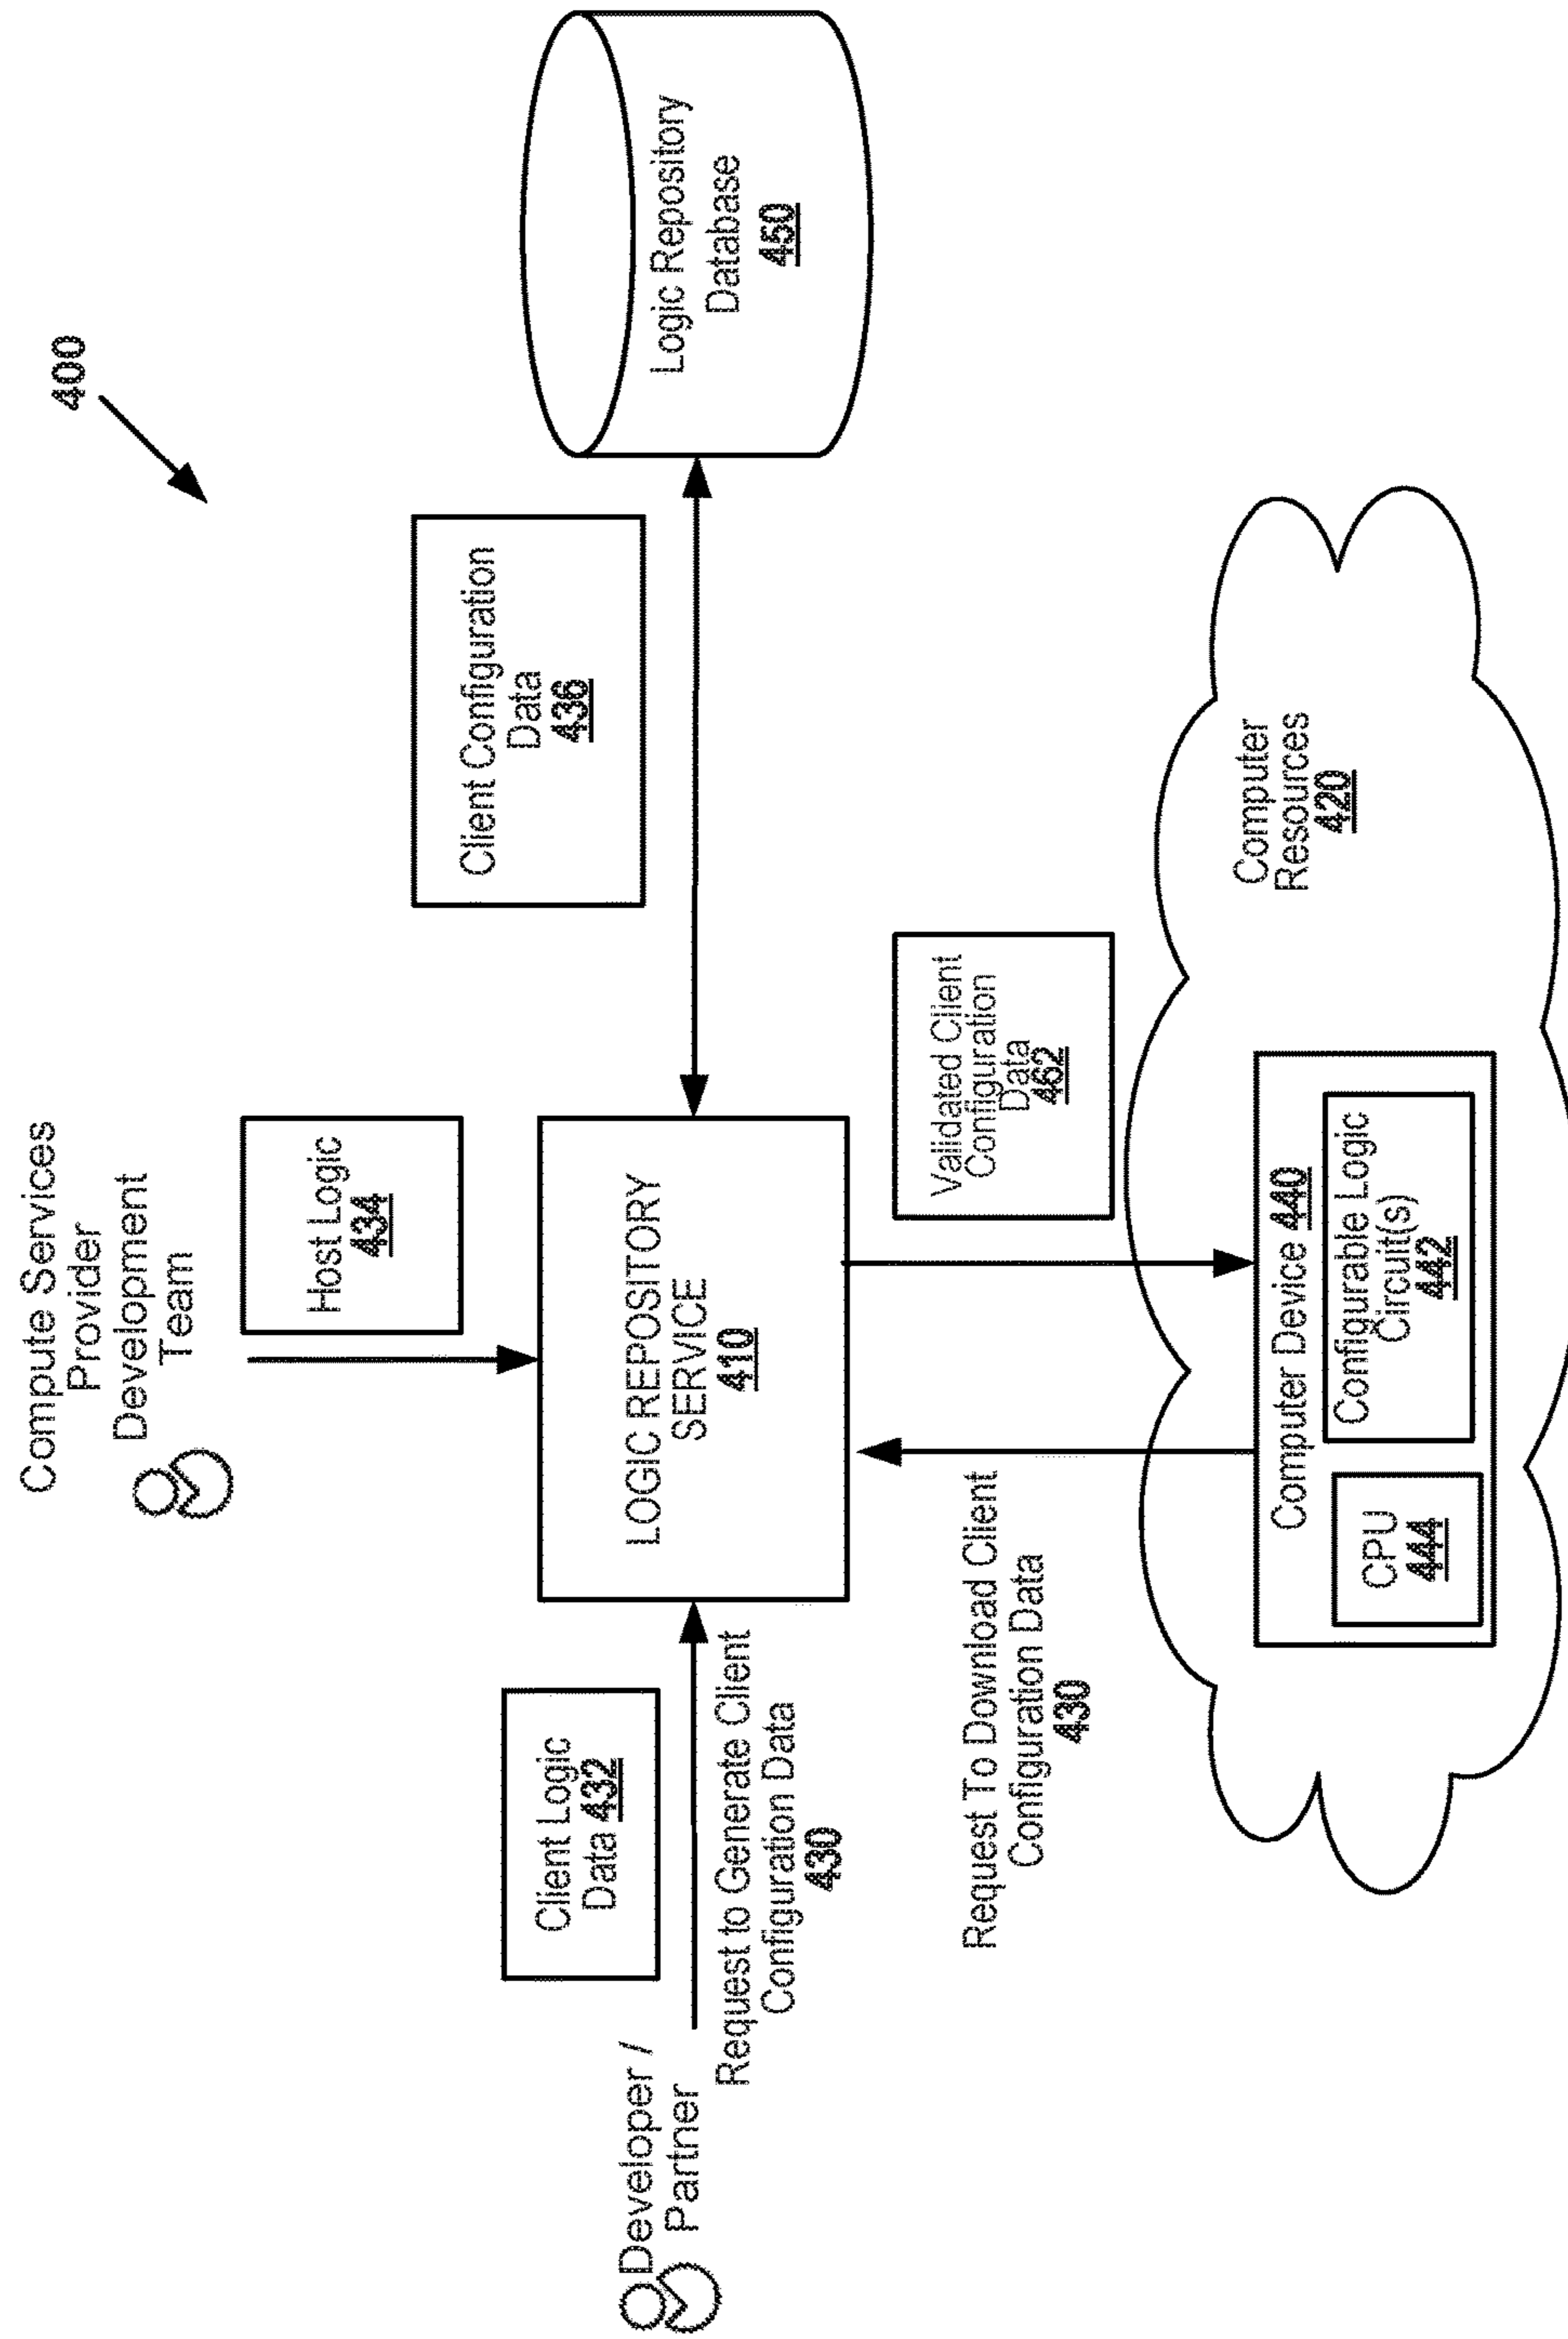 400
Compute Services
Provider
Development
Team
Host Logic
434
Client Logic
Data 432
Developer /
Partner
Request to Generate Client
Configuration Data
430
LOGIC REPOSITORY
SERVICE
410
Client Configuration
Data
436
Logic Repository
Database
450
Request To Download Client
Configuration Data
430
Validated Client
Configuration
Data
462
Computer
Resources
420
Computer Device 440
CPU
444
Configurable Logic
Circuit(s)
442